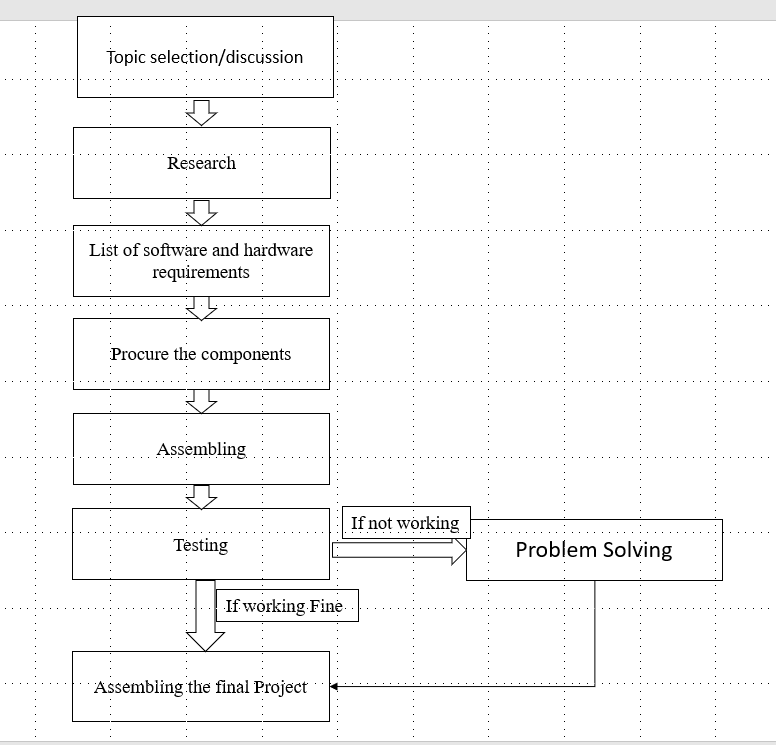 Topic selection/discussion
Research
List of software and hardware
requirements
Procure the components
Assembling
Testing
If not working
Problem Solving
If working Fine
Assembling the final Project